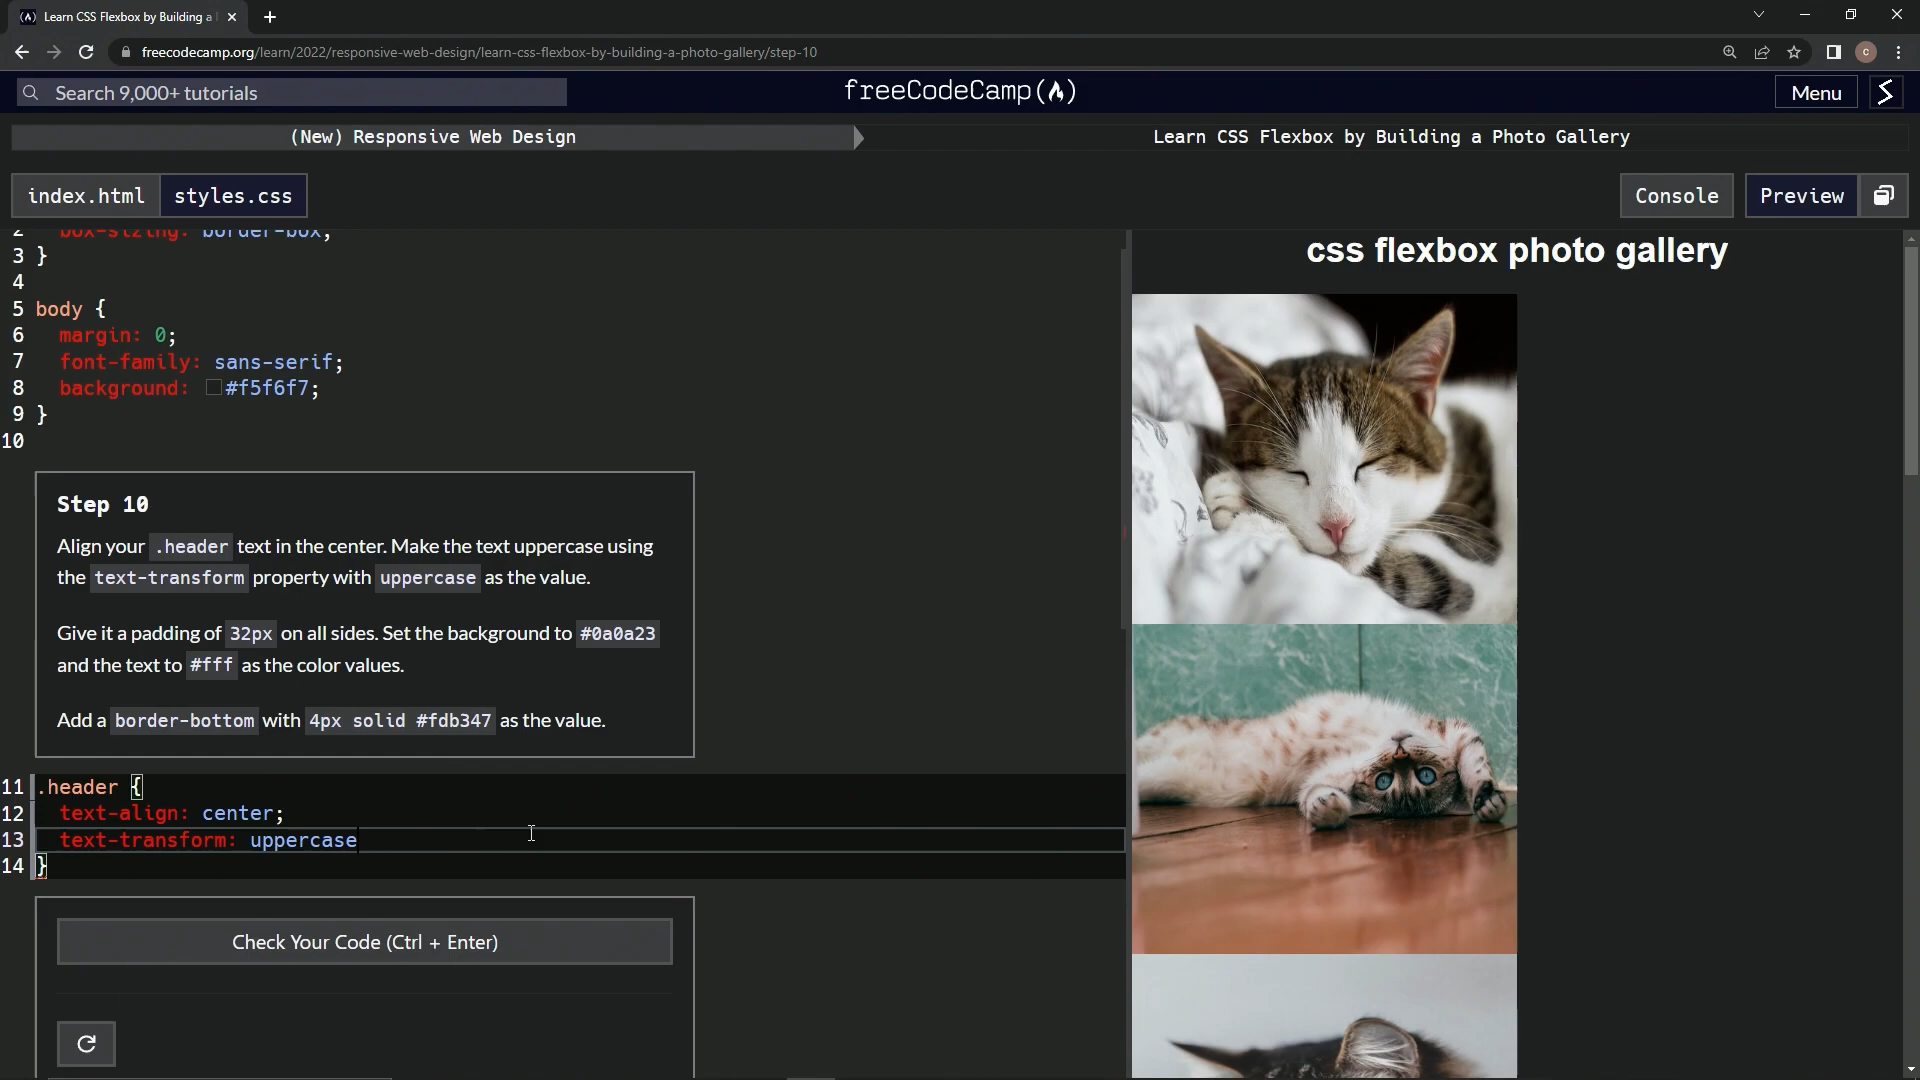 Learn CSS Flexbox by Building a
freecodecamp.org/learn/2022/responsive-web-design/learn-css-flexbox-by-building-a-photo-gallery/step-10
C
Search 9,000+ tutorials
freeCodeCamp
Menu
(New) Responsive Web Design
Learn CSS Flexbox by Building a Photo Gallery
index.html
styles.css
Console
Preview
css flexbox photo gallery
2 box-sizing: border-box;
3 }
4
5 body {
6 margin: 0;
7 font-family: sans-serif;
8 background: #f5f6f7;
9 }
10
Step 10
Align your .header text in the center. Make the text uppercase using
the text-transform property with uppercase as the value.
Give it a padding of 32px on all sides. Set the background to #0a0a23
and the text to #fff as the color values.
Add a border-bottom with 4px solid #fdb347 as the value.
11 .header {
12 text-align: center;
13 text-transform: uppercase
14 }
Check Your Code (Ctrl + Enter)